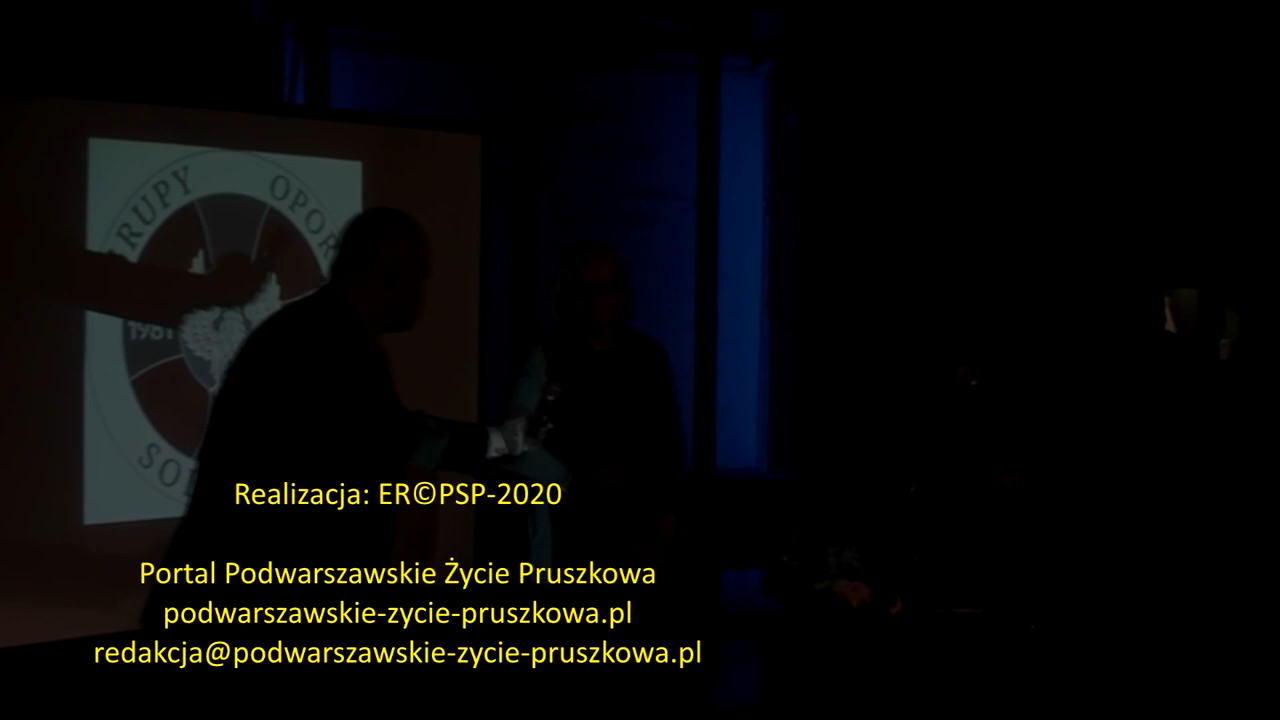 RUPY OPOR
1981
SOL
Realizacja: ER©PSP-2020
Portal Podwarszawskie Życie Pruszkowa
podwarszawskie-zycie-pruszkowa.pl
redakcja@podwarszawskie-zycie-pruszkowa.pl